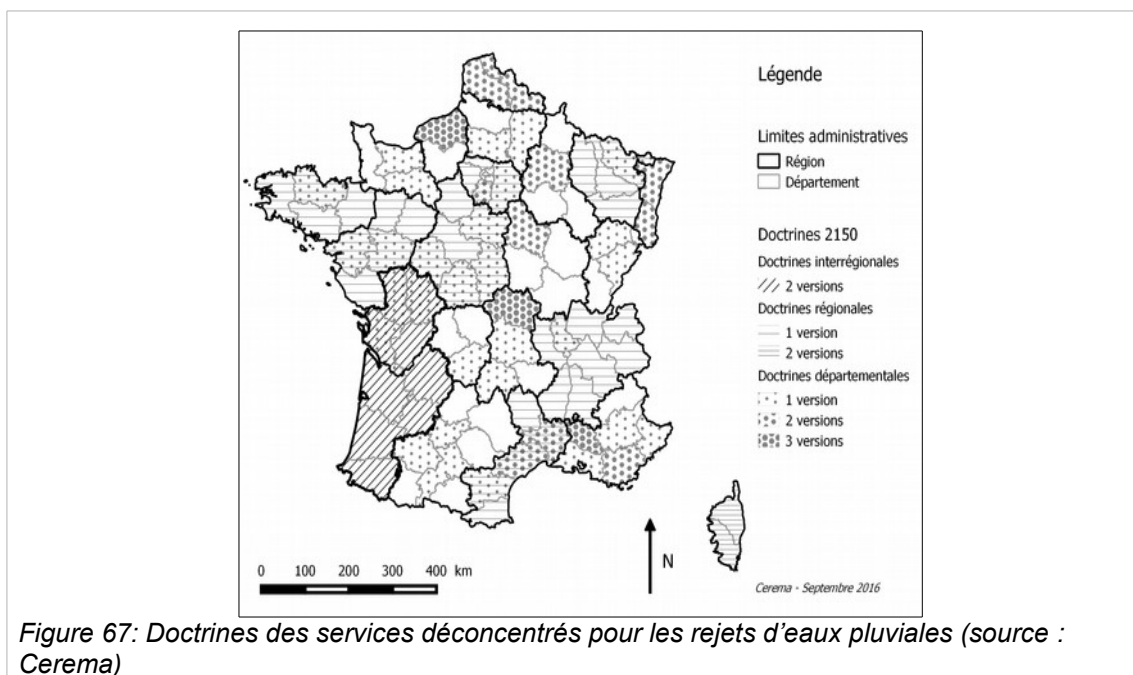 Légende
Limites administratives
Région
Département
Doctrines 2150
Doctrines interrégionales
2 versions
Doctrines régionales
1 version
2 versions
Doctrines départementales
1 version
2 versions
3 versions
N
0 100 200 300 400 km
Cerema - Septembre 2016
Figure 67: Doctrines des services déconcentrés pour les rejets d'eaux pluviales (source :
Cerema)